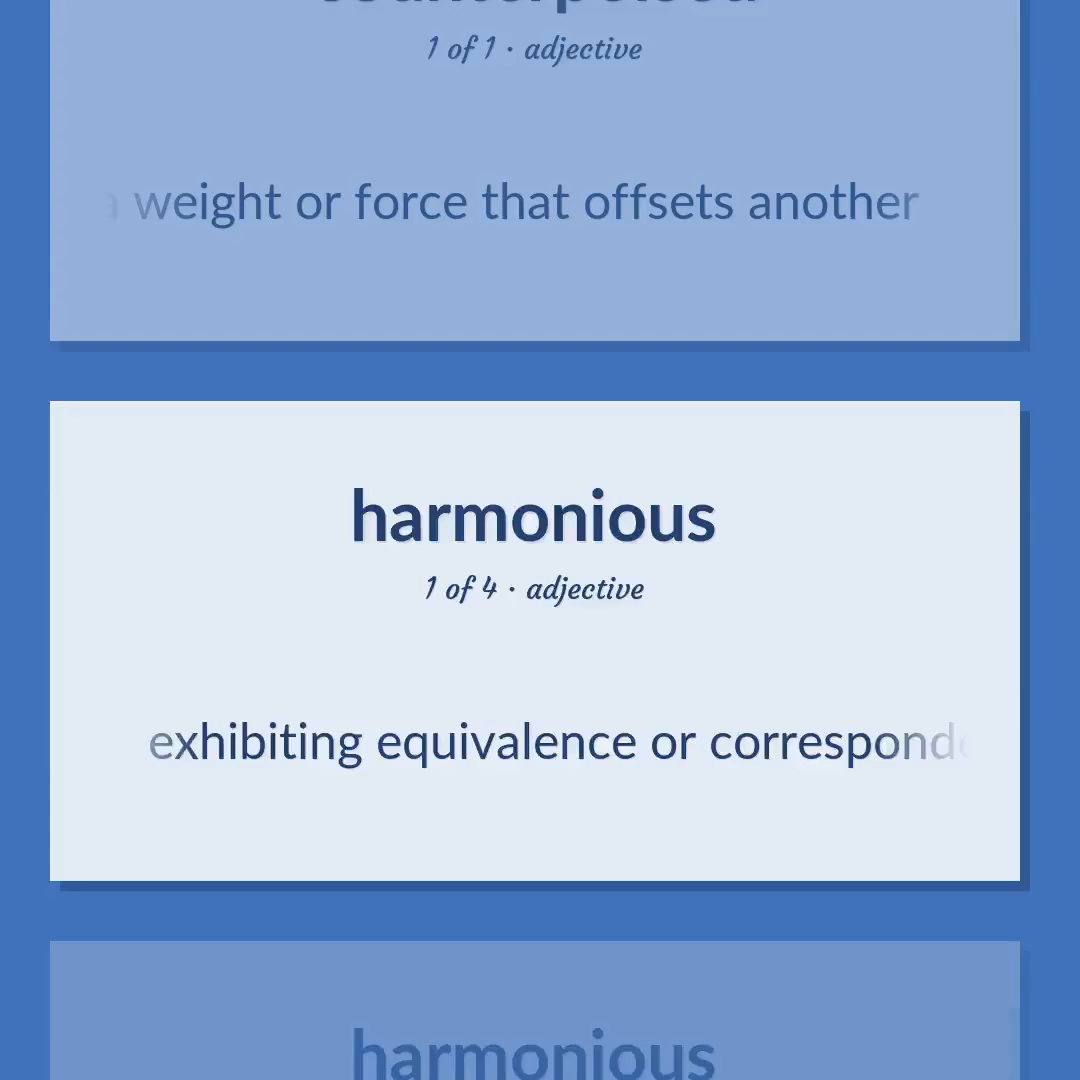 counterpoised
1 of 1 · adjective
a weight or force that offsets another
harmonious
1 of 4 · adjective
exhibiting equivalence or correspond
harmonious